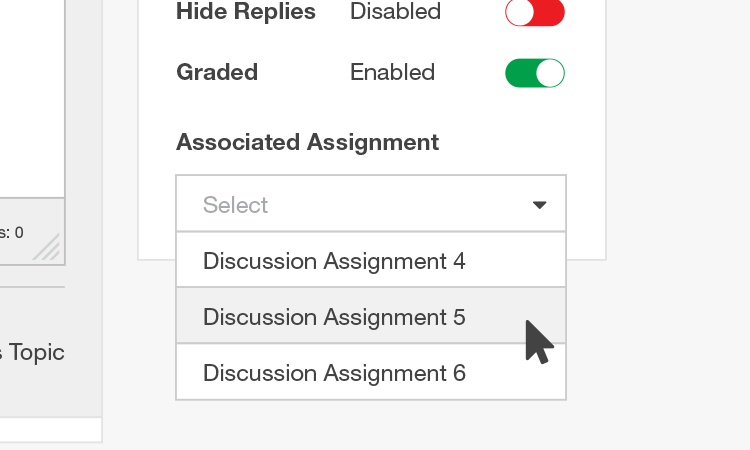 Hide Replies Disabled
Graded Enabled
Associated Assignment
Select
s: 0
Discussion Assignment 4
Discussion Assignment 5
s Topic
Discussion Assignment 6